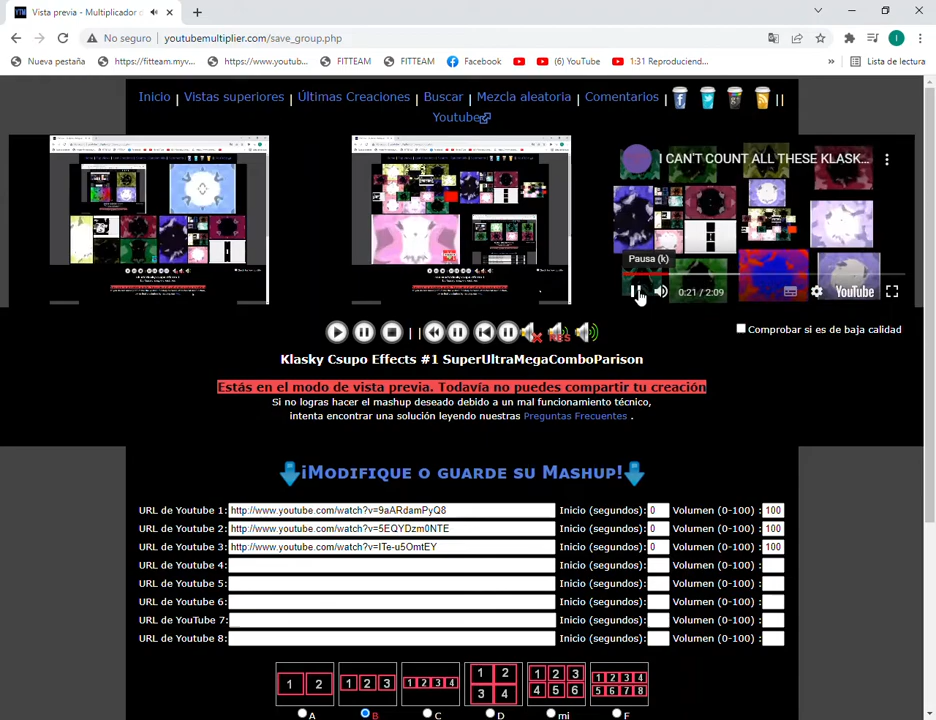 Vista previa - Multiplicador d
No seguro
youtubemultiplier.com/save_group.php
Nueva pestaña
https://fitteam.myv...
https://www.youtub...
FITTEAM
FITTEAM
Facebook
(6) YouTube
1:31 Reproduciend...
»
Lista de lectura
Inicio | Vistas superiores | Últimas Creaciones | Buscar | Mezcla aleatoria | Comentarios | ||
Youtube
I CAN'T COUNT ALL THESE KLASK...
Pausa (k)
0:21 / 2:09
YouTube
Comprobar si es de baja calidad
Klasky Csupo Effects #1 SuperUltraMegaComboParison
Estás en el modo de vista previa. Todavía no puedes compartir tu creación
Si no logras hacer el mashup deseado debido a un mal funcionamiento técnico,
intenta encontrar una solución leyendo nuestras Preguntas Frecuentes .
¡Modifique o guarde su Mashup!
URL de Youtube 1: http://www.youtube.com/watch?v=9aARdamPyQ8 Inicio (segundos): 0 Volumen (0-100) : 100
URL de Youtube 2: http://www.youtube.com/watch?v=5EQYDzm0NTE Inicio (segundos): 0 Volumen (0-100) : 100
URL de Youtube 3: http://www.youtube.com/watch?v=ITe-u5OmtEY Inicio (segundos): 0 Volumen (0-100) : 100
URL de Youtube 4: Inicio (segundos): Volumen (0-100) :
URL de Youtube 5: Inicio (segundos): Volumen (0-100) :
URL de Youtube 6: Inicio (segundos): Volumen (0-100) :
URL de YouTube 7: Inicio (segundos): Volumen (0-100) :
URL de Youtube 8: Inicio (segundos): Volumen (0-100) :
1 2
1 2 3
1 2 3 4
1 2
3 4
1 2 3
4 5 6
1 2 3 4
5 6 7 8
A B C D mi F